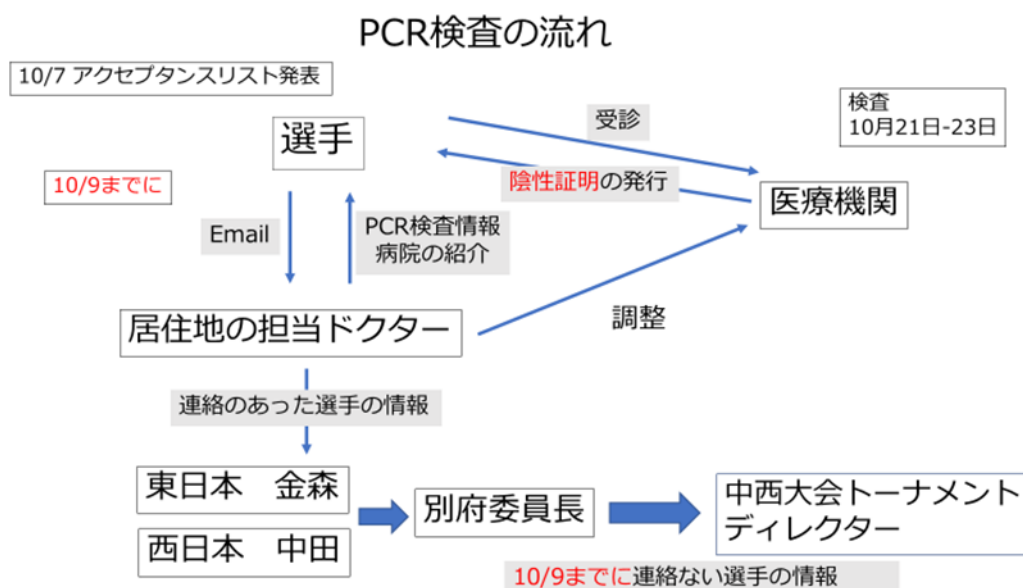 PCR検査の流れ
10/7 アクセプタンスリスト発表
選手
受診
検査
10月21日-23日
10/9までに
陰性証明の発行
医療機関
Email
PCR検査情報
病院の紹介
居住地の担当ドクター
調整
連絡のあった選手の情報
東日本　金森
西日本　中田
別府委員長
中西大会トーナメント
ディレクター
10/9までに連絡ない選手の情報